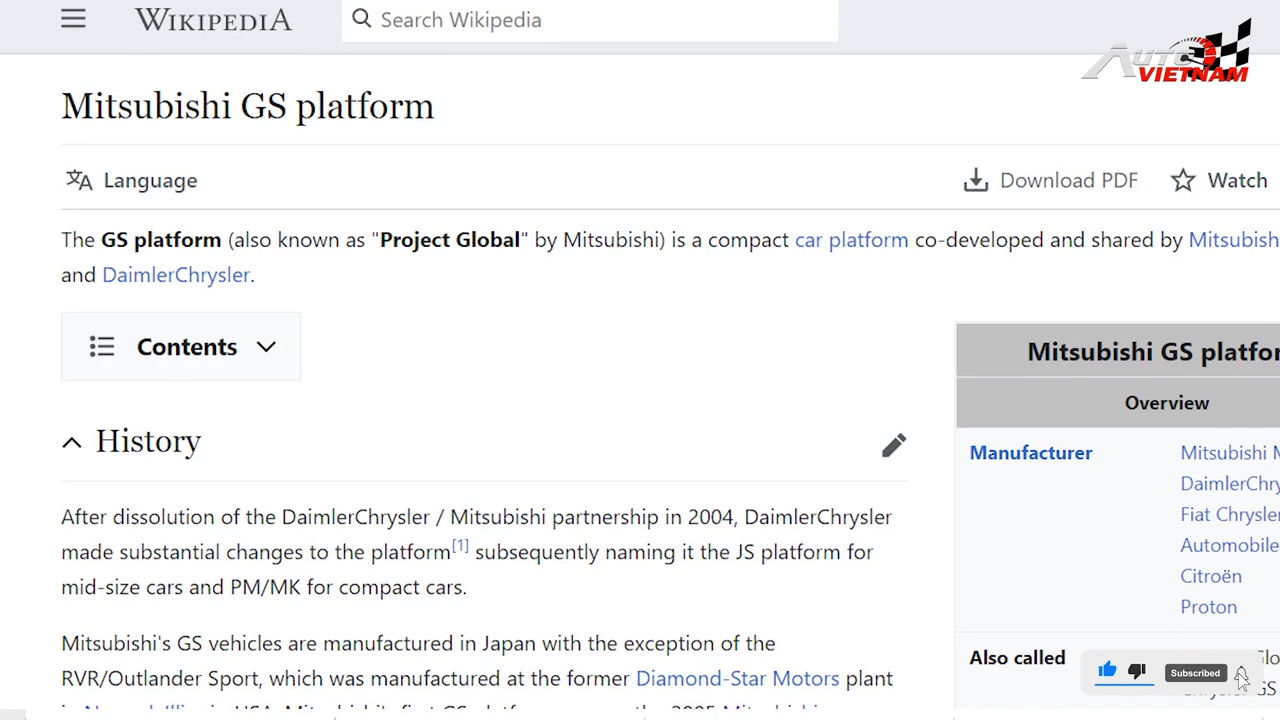 WIKIPEDIA
Search Wikipedia
AUTO
VIETNAM
Mitsubishi GS platform
Language
Download PDF
Watch
The GS platform (also known as "Project Global" by Mitsubishi) is a compact car platform co-developed and shared by Mitsubish
and DaimlerChrysler.
Contents
Mitsubishi GS platfor
Overview
History
Manufacturer
Mitsubishi M
DaimlerChry
Fiat Chrysler
Automobile
Citroën
Proton
After dissolution of the DaimlerChrysler / Mitsubishi partnership in 2004, DaimlerChrysler
made substantial changes to the platform[1] subsequently naming it the JS platform for
mid-size cars and PM/MK for compact cars.
Mitsubishi's GS vehicles are manufactured in Japan with the exception of the
RVR/Outlander Sport, which was manufactured at the former Diamond-Star Motors plant
Also called
Subscribed